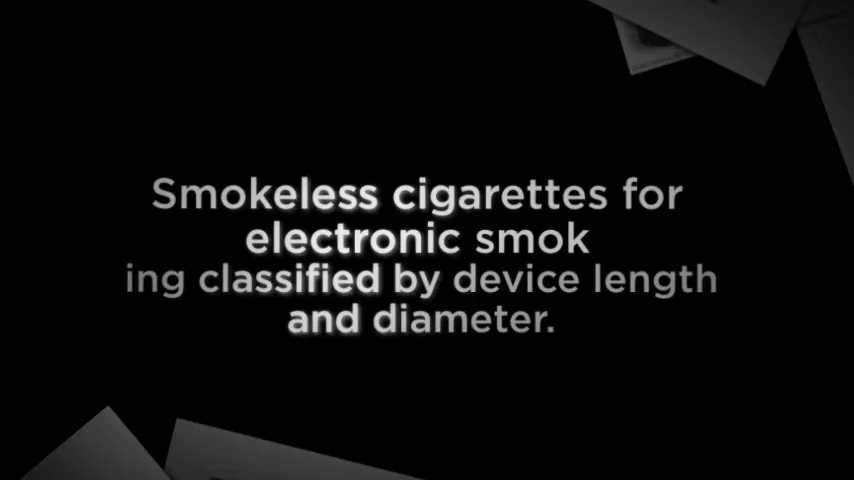 Smokeless cigarettes for
electronic smok
ing classified by device length
and diameter.